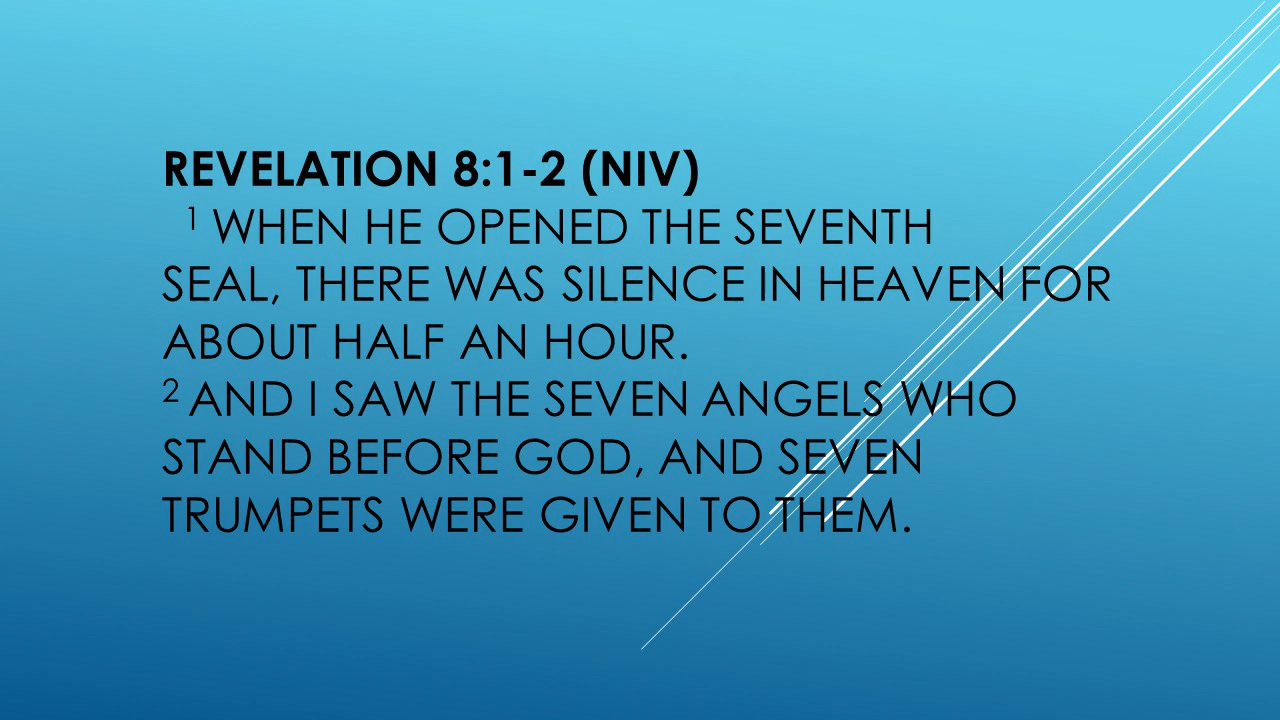 REVELATION 8:1-2 (NIV)
1 WHEN HE OPENED THE SEVENTH
SEAL, THERE WAS SILENCE IN HEAVEN FOR
ABOUT HALF AN HOUR.
2 AND I SAW THE SEVEN ANGELS WHO
STAND BEFORE GOD, AND SEVEN
TRUMPETS WERE GIVEN TO THEM.